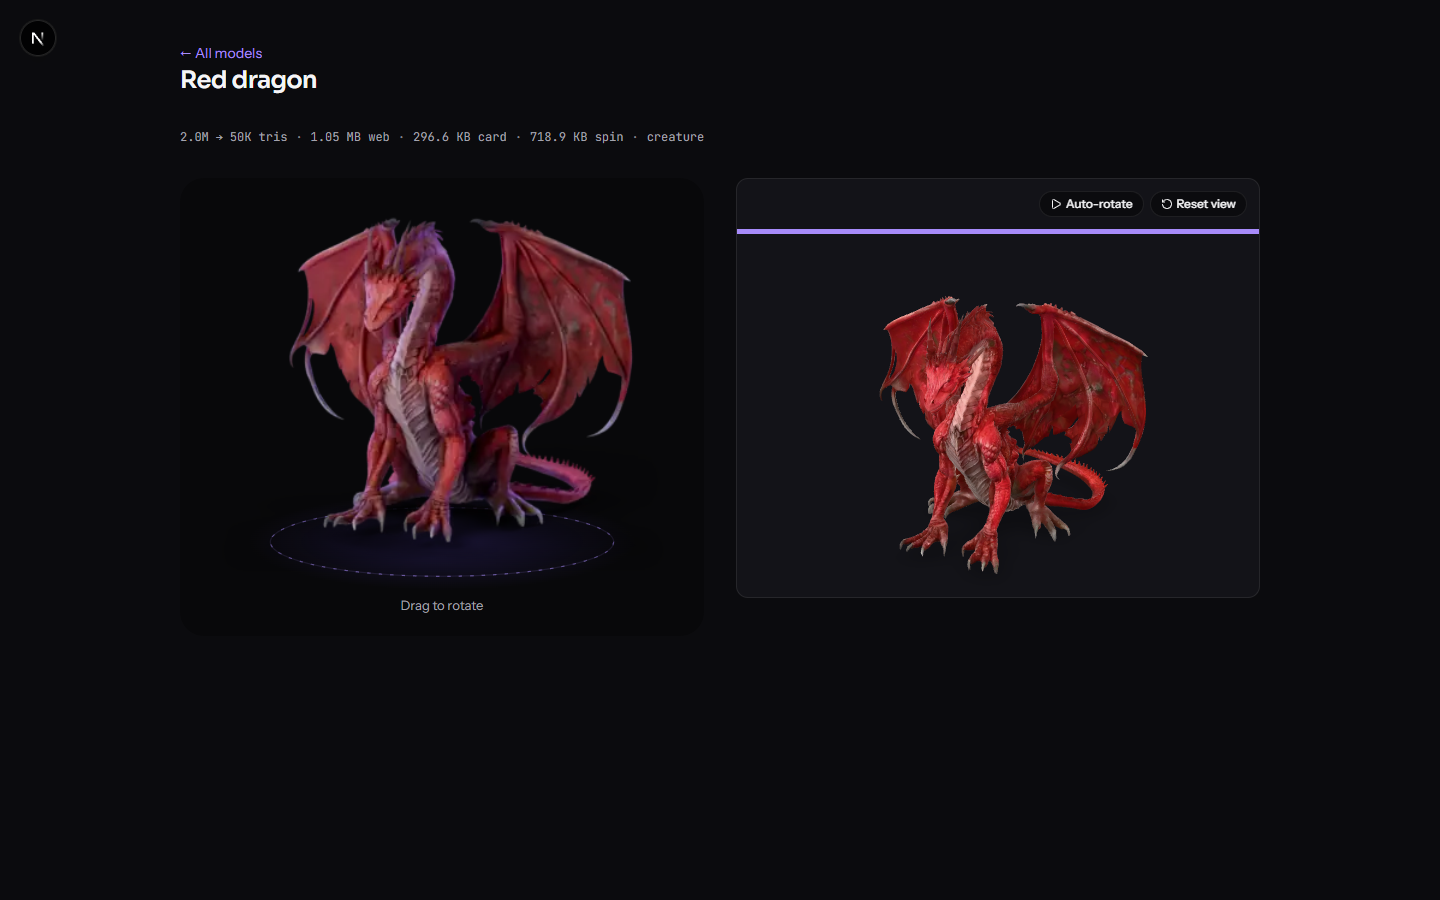 N
← All models
Red dragon
2.0M → 50K tris · 1.05 MB web · 296.6 KB card · 718.9 KB spin · creature
Auto-rotate
Reset view
Drag to rotate